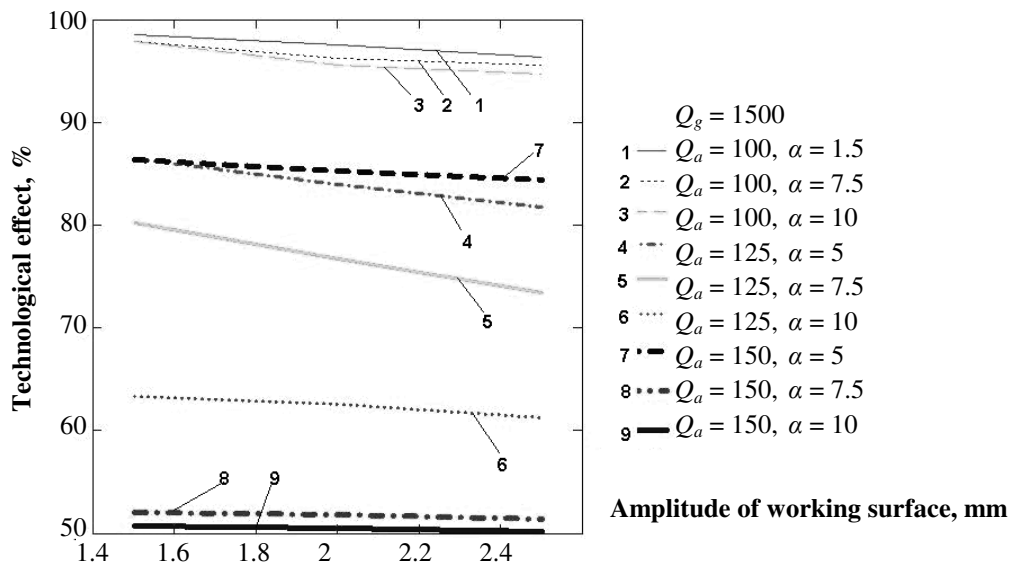 100
90
80
70
60
50
1.4
1.6
1.8
2
2.2
2.4
Technological effect, %
3
2
1
7
4
5
6
8
9
Q_g = 1500
1 Q_a = 100, α = 1.5
2 Q_a = 100, α = 7.5
3 Q_a = 100, α = 10
4 Q_a = 125, α = 5
5 Q_a = 125, α = 7.5
6 Q_a = 125, α = 10
7 Q_a = 150, α = 5
8 Q_a = 150, α = 7.5
9 Q_a = 150, α = 10
Amplitude of working surface, mm